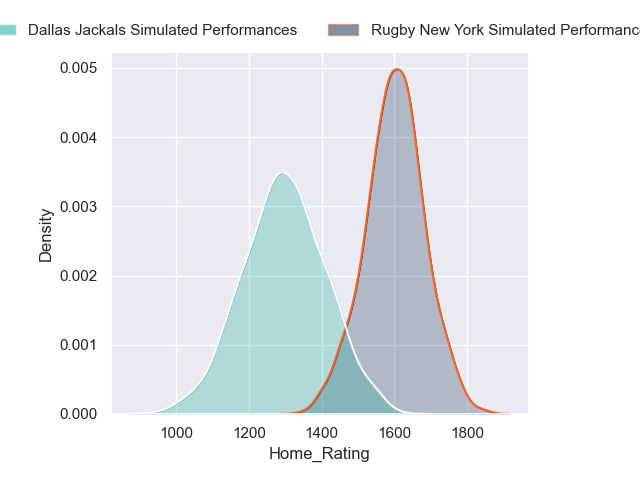 Dallas Jackals Simulated Performances
Rugby New York Simulated
0.005
0.004
0.003
0.002
0.001
0.000
Density
1000 1200 1400 1600 1800
Home_Rating